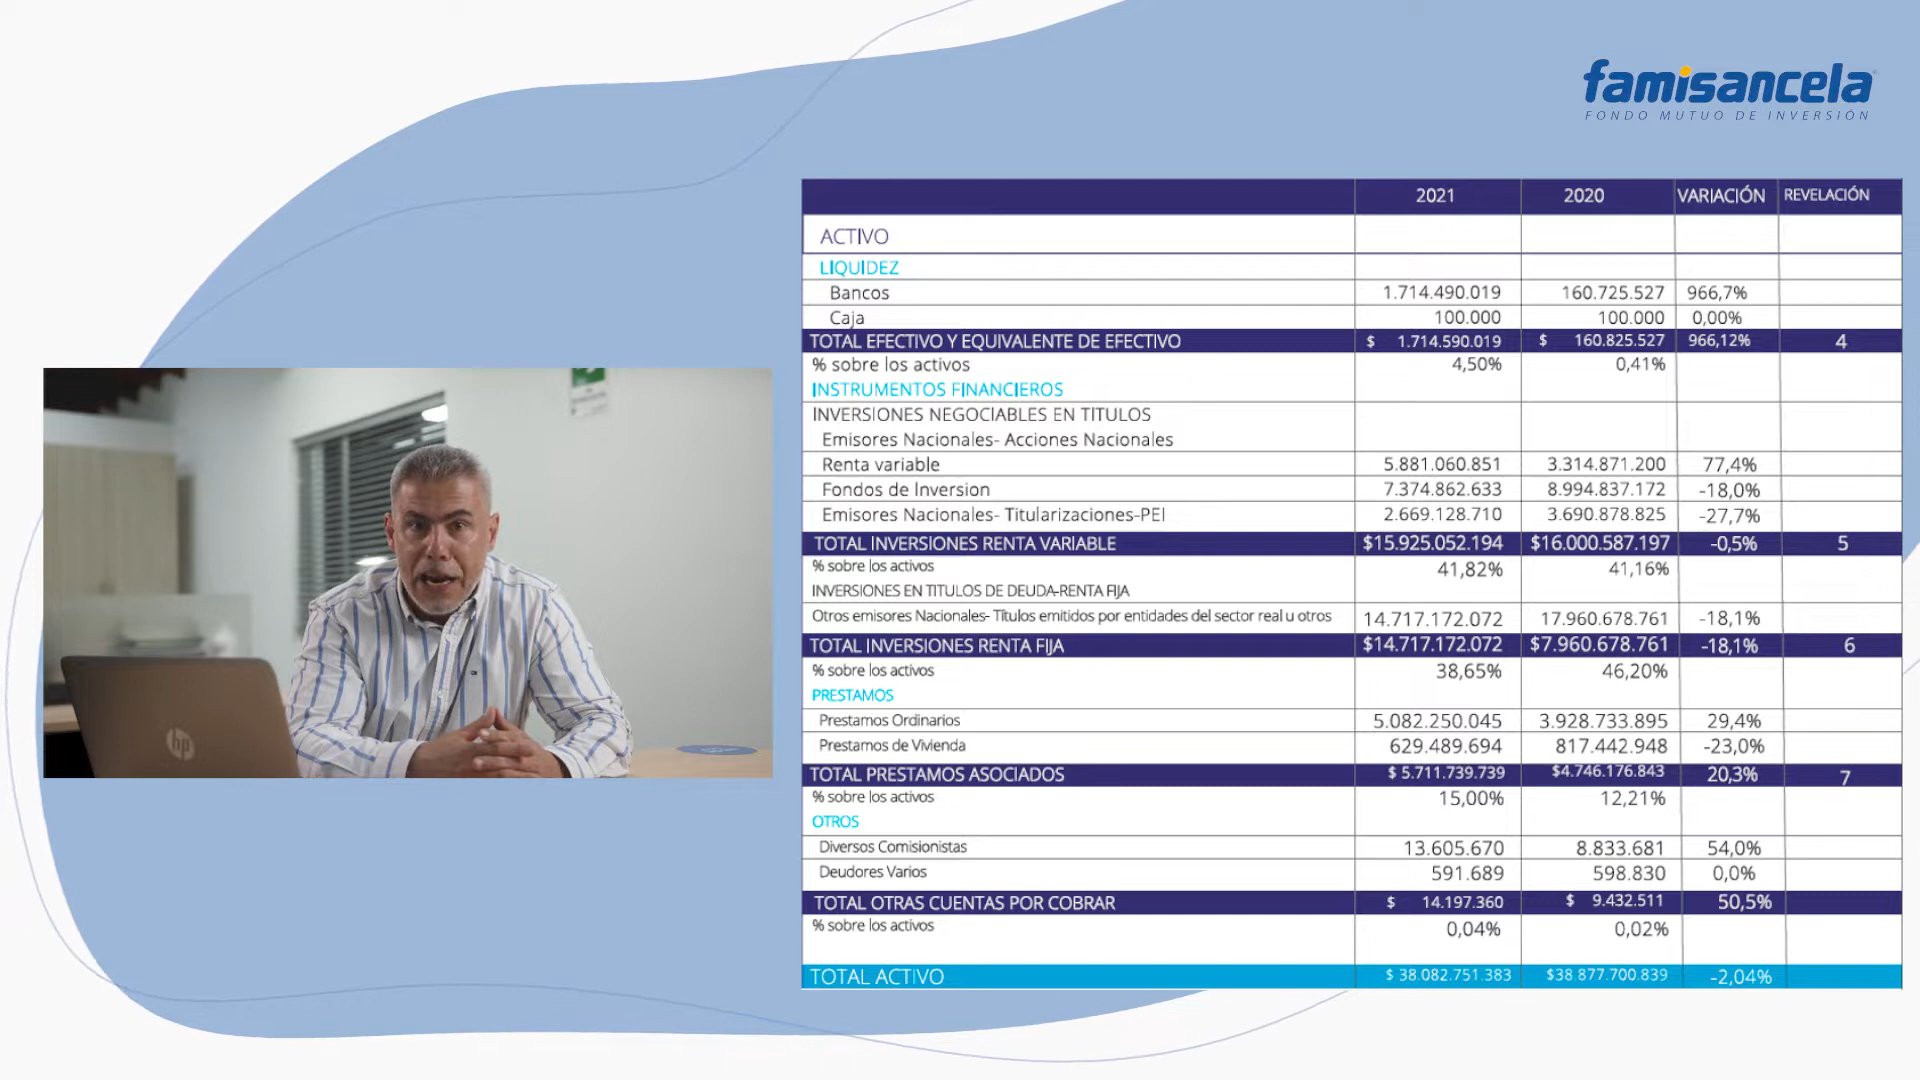 famisancela
FONDO MUTUO DE INVERSIÓN
2021 2020 VARIACIÓN REVELACIÓN
ACTIVO
LIQUIDEZ
Bancos 1.714.490.019 160.725.527 966,7%
Caja 100.000 100.000 0,00%
TOTAL EFECTIVO Y EQUIVALENTE DE EFECTIVO $ 1.714.590.019 $ 160.825.527 966,12% 4
% sobre los activos 4,50% 0,41%
INSTRUMENTOS FINANCIEROS
INVERSIONES NEGOCIABLES EN TITULOS
Emisores Nacionales- Acciones Nacionales
Renta variable 5.881.060.851 3.314.871.200 77,4%
Fondos de Inversion 7.374.862.633 8.994.837.172 -18,0%
Emisores Nacionales- Titularizaciones-PEI 2.669.128.710 3.690.878.825 -27,7%
TOTAL INVERSIONES RENTA VARIABLE $15.925.052.194 $16.000.587.197 -0,5% 5
% sobre los activos 41,82% 41,16%
INVERSIONES EN TITULOS DE DEUDA-RENTA FIJA
Otros emisores Nacionales- Títulos emitidos por entidades del sector real u otros 14.717.172.072 17.960.678.761 -18,1%
TOTAL INVERSIONES RENTA FIJA $14.717.172.072 $7.960.678.761 -18,1% 6
% sobre los activos 38,65% 46,20%
PRESTAMOS
Prestamos Ordinarios 5.082.250.045 3.928.733.895 29,4%
Prestamos de Vivienda 629.489.694 817.442.948 -23,0%
TOTAL PRESTAMOS ASOCIADOS $ 5.711.739.739 $4.746.176.843 20,3% 7
% sobre los activos 15,00% 12,21%
OTROS
Diversos Comisionistas 13.605.670 8.833.681 54,0%
Deudores Varios 591.689 598.830 0,0%
TOTAL OTRAS CUENTAS POR COBRAR $ 14.197.360 $ 9.432.511 50,5%
% sobre los activos 0,04% 0,02%
TOTAL ACTIVO $ 38.082.751.383 $38.877.700.839 -2,04%
hp